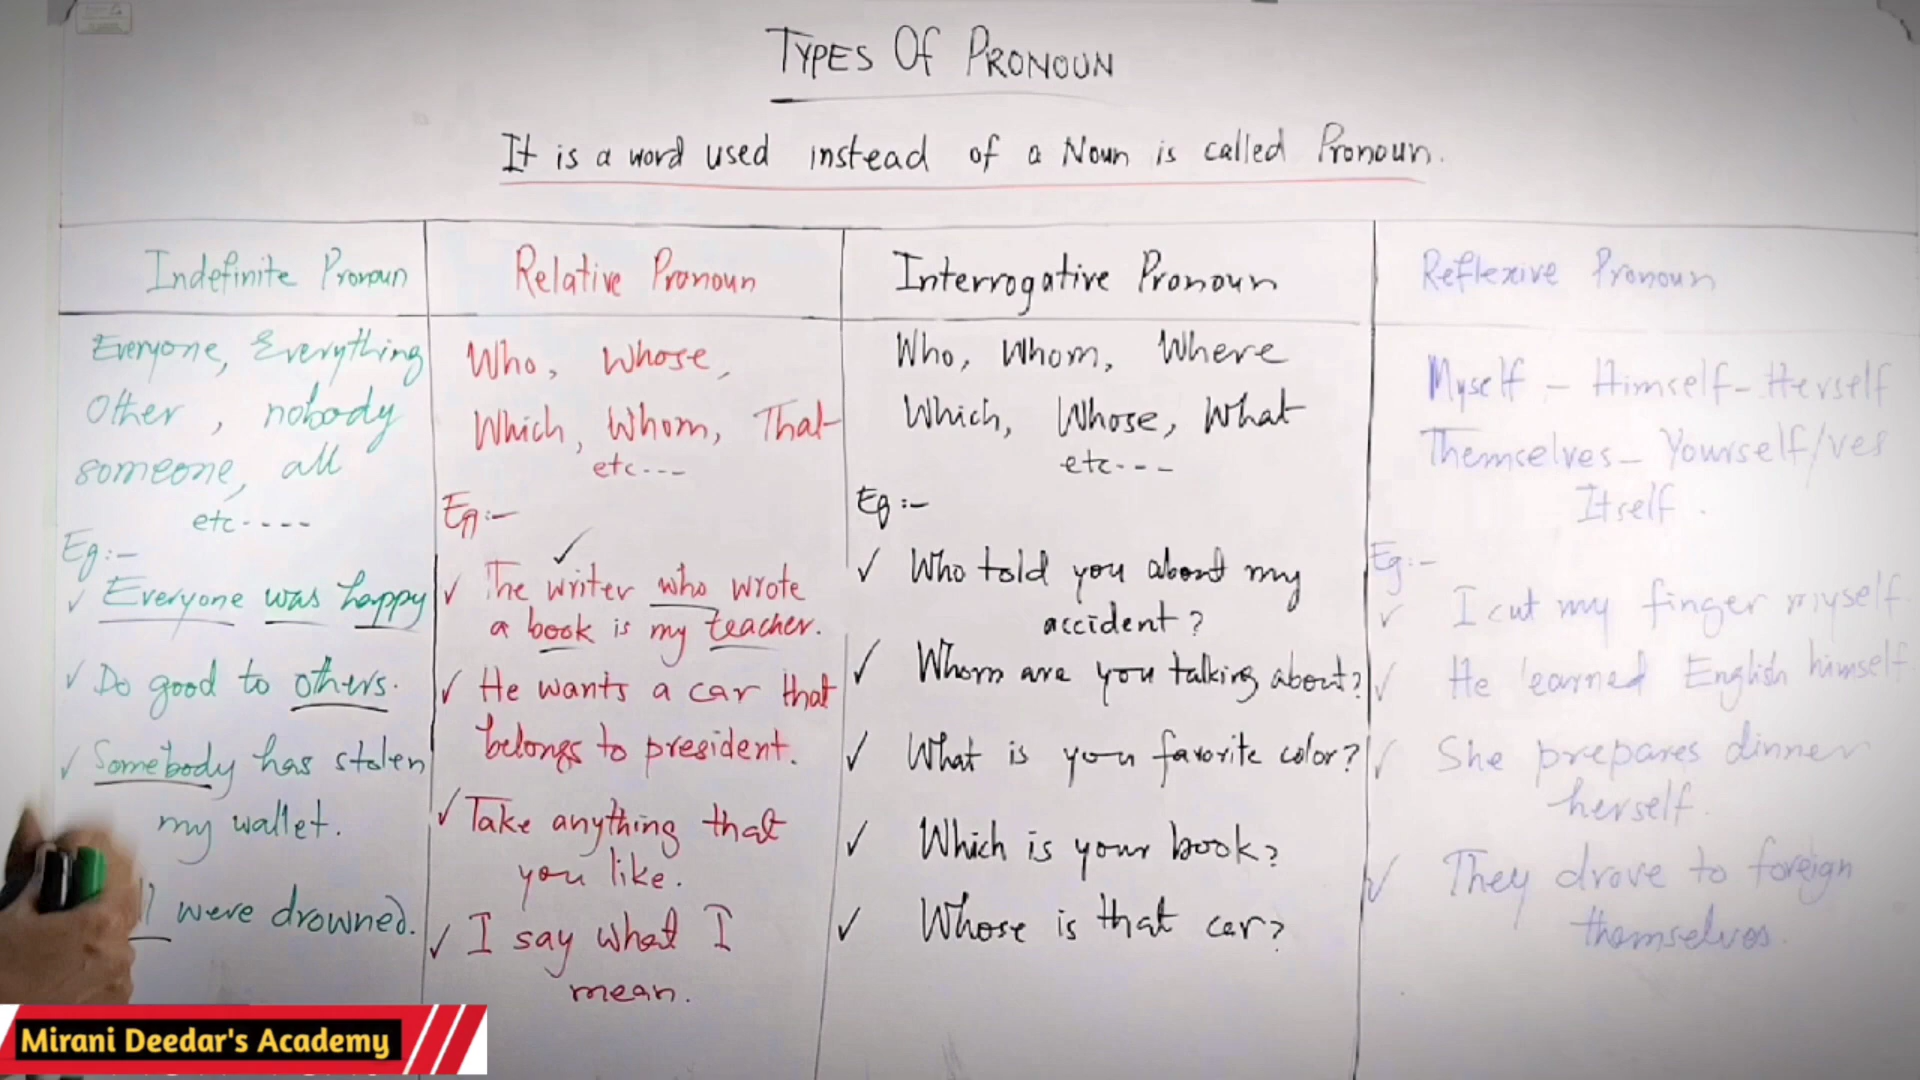 TYPES OF PRONOUN
It is a word used instead of a Noun is called Pronoun.
Indefinite Pronoun
Everyone, Everything
Other, nobody
someone, all
etc----
Eg:-
✓ Everyone was happy
✓ Do good to others.
✓ Somebody has stolen
my wallet.
were drowned.
Relative Pronoun
Who, Whose,
Which, Whom, That
etc---
Eg:-
✓ The writer who wrote
a book is my teacher.
✓ He wants a car that
belongs to president.
✓ Take anything that
you like.
✓ I say what I
mean.
Interrogative Pronoun
Who, Whom, Where
Which, Whose, What
etc---
Eg:-
✓ Who told you about my
accident?
✓ Whom are you talking about?
✓ What is you favorite color?
✓ Which is your book?
✓ Whose is that car?
Reflexive Pronoun
Myself - Himself - Herself
Themselves - Yourself/ves
Itself.
Eg:-
✓ I cut my finger myself.
✓ He learned English himself.
✓ She prepares dinner
herself.
✓ They drove to foreign
themselves.
Mirani Deedar's Academy